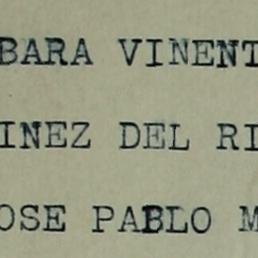 BARA VINENT
INEZ DEL RI
OSE PABLO M